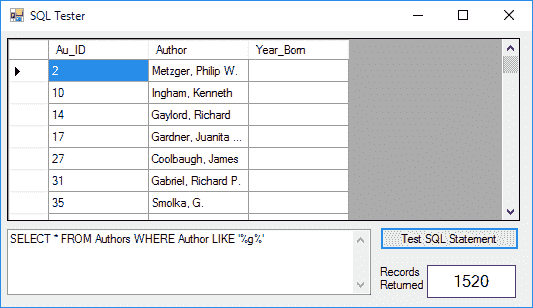 SQL Tester
Au_ID Author Year_Born
2 Metzger, Philip W.
10 Ingham, Kenneth
14 Gaylord, Richard
17 Gardner, Juanita ...
27 Coolbaugh, James
31 Gabriel, Richard P.
35 Smolka, G.
SELECT * FROM Authors WHERE Author LIKE '%g%'
Test SQL Statement
Records
Returned
1520